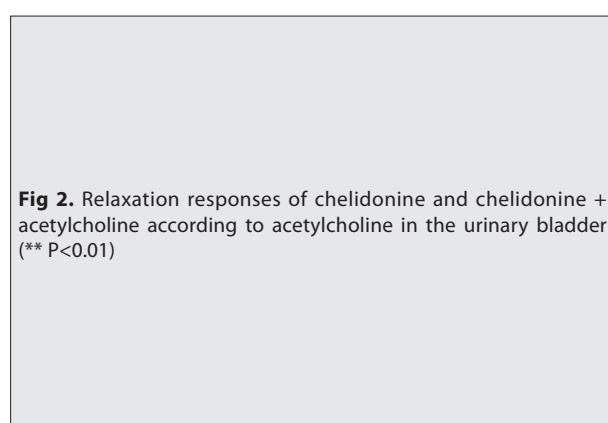 Fig 2. Relaxation responses of chelidonine and chelidonine +
acetylcholine according to acetylcholine in the urinary bladder
(** P<0.01)